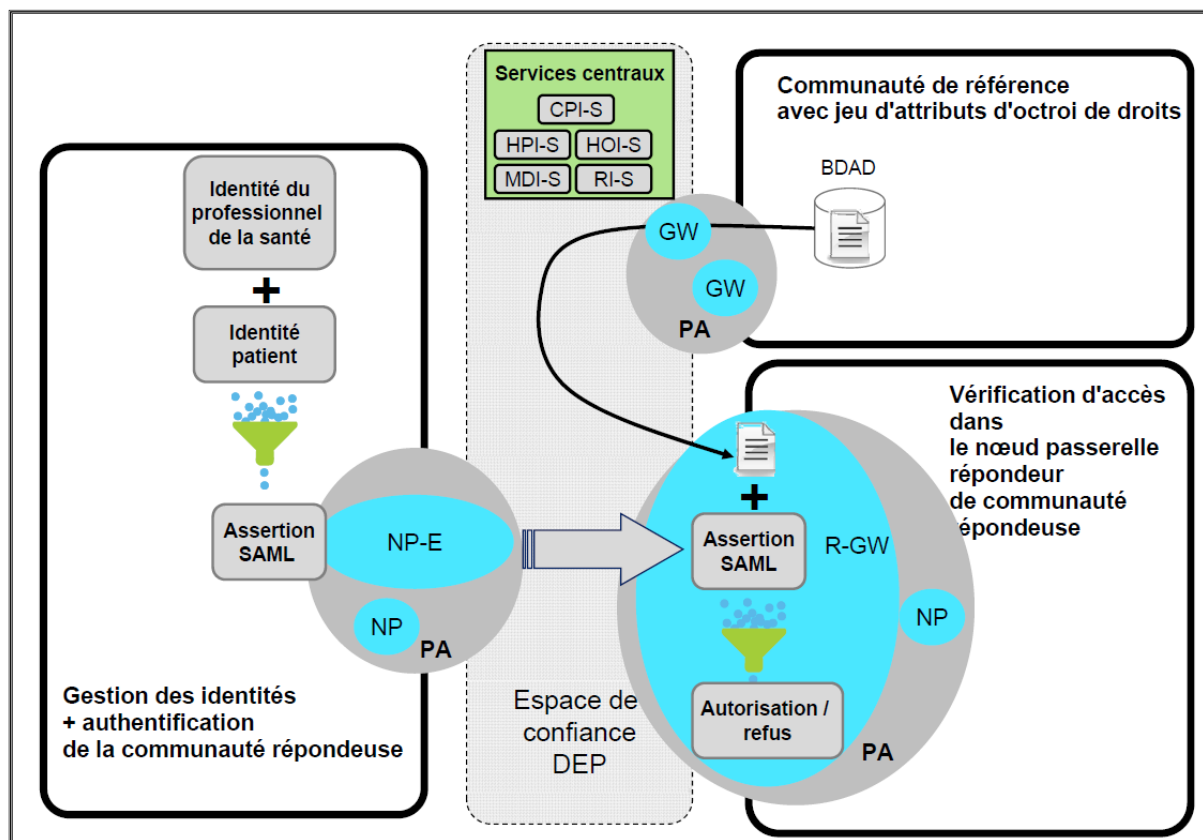 Services centraux
CPI-S
HPI-S
HOI-S
MDI-S
RI-S
Communauté de référence
avec jeu d'attributs d'octroi de droits
BDAD
GW
GW
PA
Identité du
professionnel
de la santé
+
Identité
patient
Assertion
SAML
NP-E
NP
PA
Gestion des identités
+ authentification
de la communauté répondeuse
Espace de
confiance
DEP
Vérification d'accès
dans
le nœud passerelle
répondeur
de communauté
répondeuse
+
Assertion
SAML
R-GW
NP
Autorisation /
refus
PA